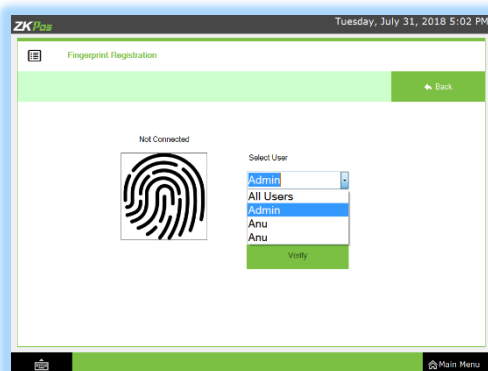 ZKPos
Tuesday, July 31, 2018 5:02 PM
Fingerprint Registration
Back
Not Connected
Select User
Admin
All Users
Admin
Anu
Anu
Verify
Main Menu